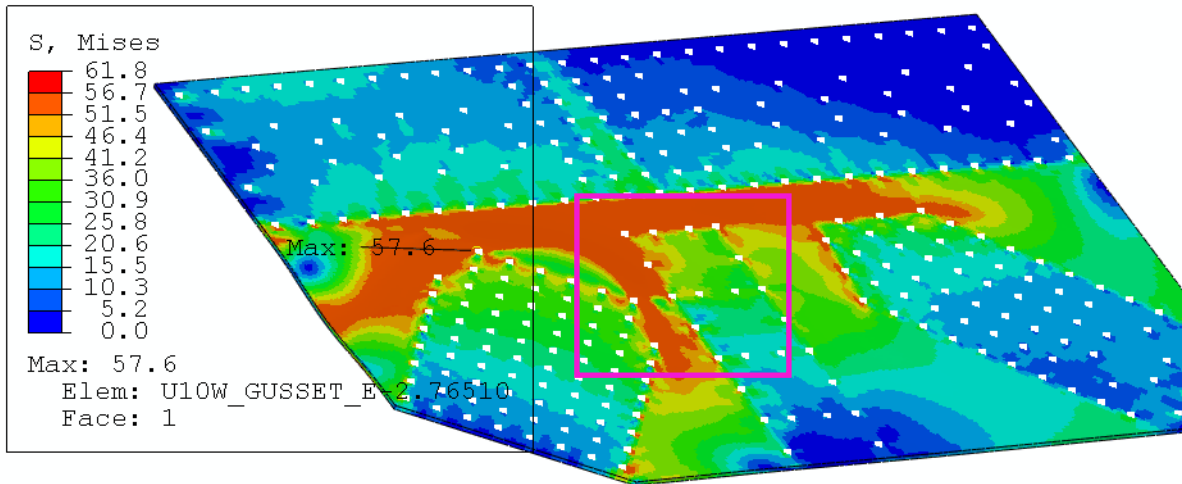 S, Mises
61.8
56.7
51.5
46.4
41.2
36.0
30.9
25.8
20.6
15.5
10.3
5.2
0.0
Max: 57.6
Max: 57.6
Elem: U10W_GUSSET_E-2.76510
Face: 1